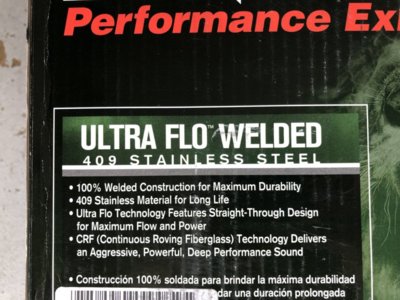 Performance Ex
ULTRA FLO™ WELDED
409 STAINLESS STEEL
• 100% Welded Construction for Maximum Durability
• 409 Stainless Material for Long Life
• Ultra Flo Technology Features Straight-Through Design
for Maximum Flow and Power
• CRF (Continuous Roving Fiberglass) Technology Delivers
an Aggressive, Powerful, Deep Performance Sound
• Construcción 100% soldada para brindar la máxima durabilidad
dar una duración prolongada